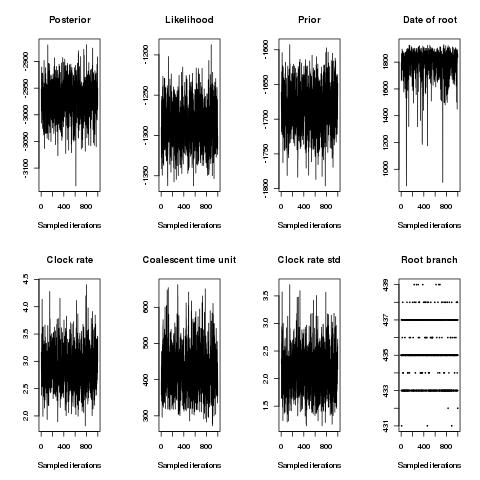 Posterior Likelihood Prior Date of root
-2900 -2950 -3000 -3050 -3100
-1200 -1250 -1300 -1350
-1600 -1650 -1700 -1750 -1800
1800 1600 1400 1200 1000
0 400 800 0 400 800 0 400 800 0 400 800
Sampled iterations Sampled iterations Sampled iterations Sampled iterations
Clock rate Coalescent time unit Clock rate std Root branch
4.5 4.0 3.5 3.0 2.5 2.0
600 500 400 300
3.5 3.0 2.5 2.0 1.5
439 437 435 433 431
0 400 800 0 400 800 0 400 800 0 400 800
Sampled iterations Sampled iterations Sampled iterations Sampled iterations